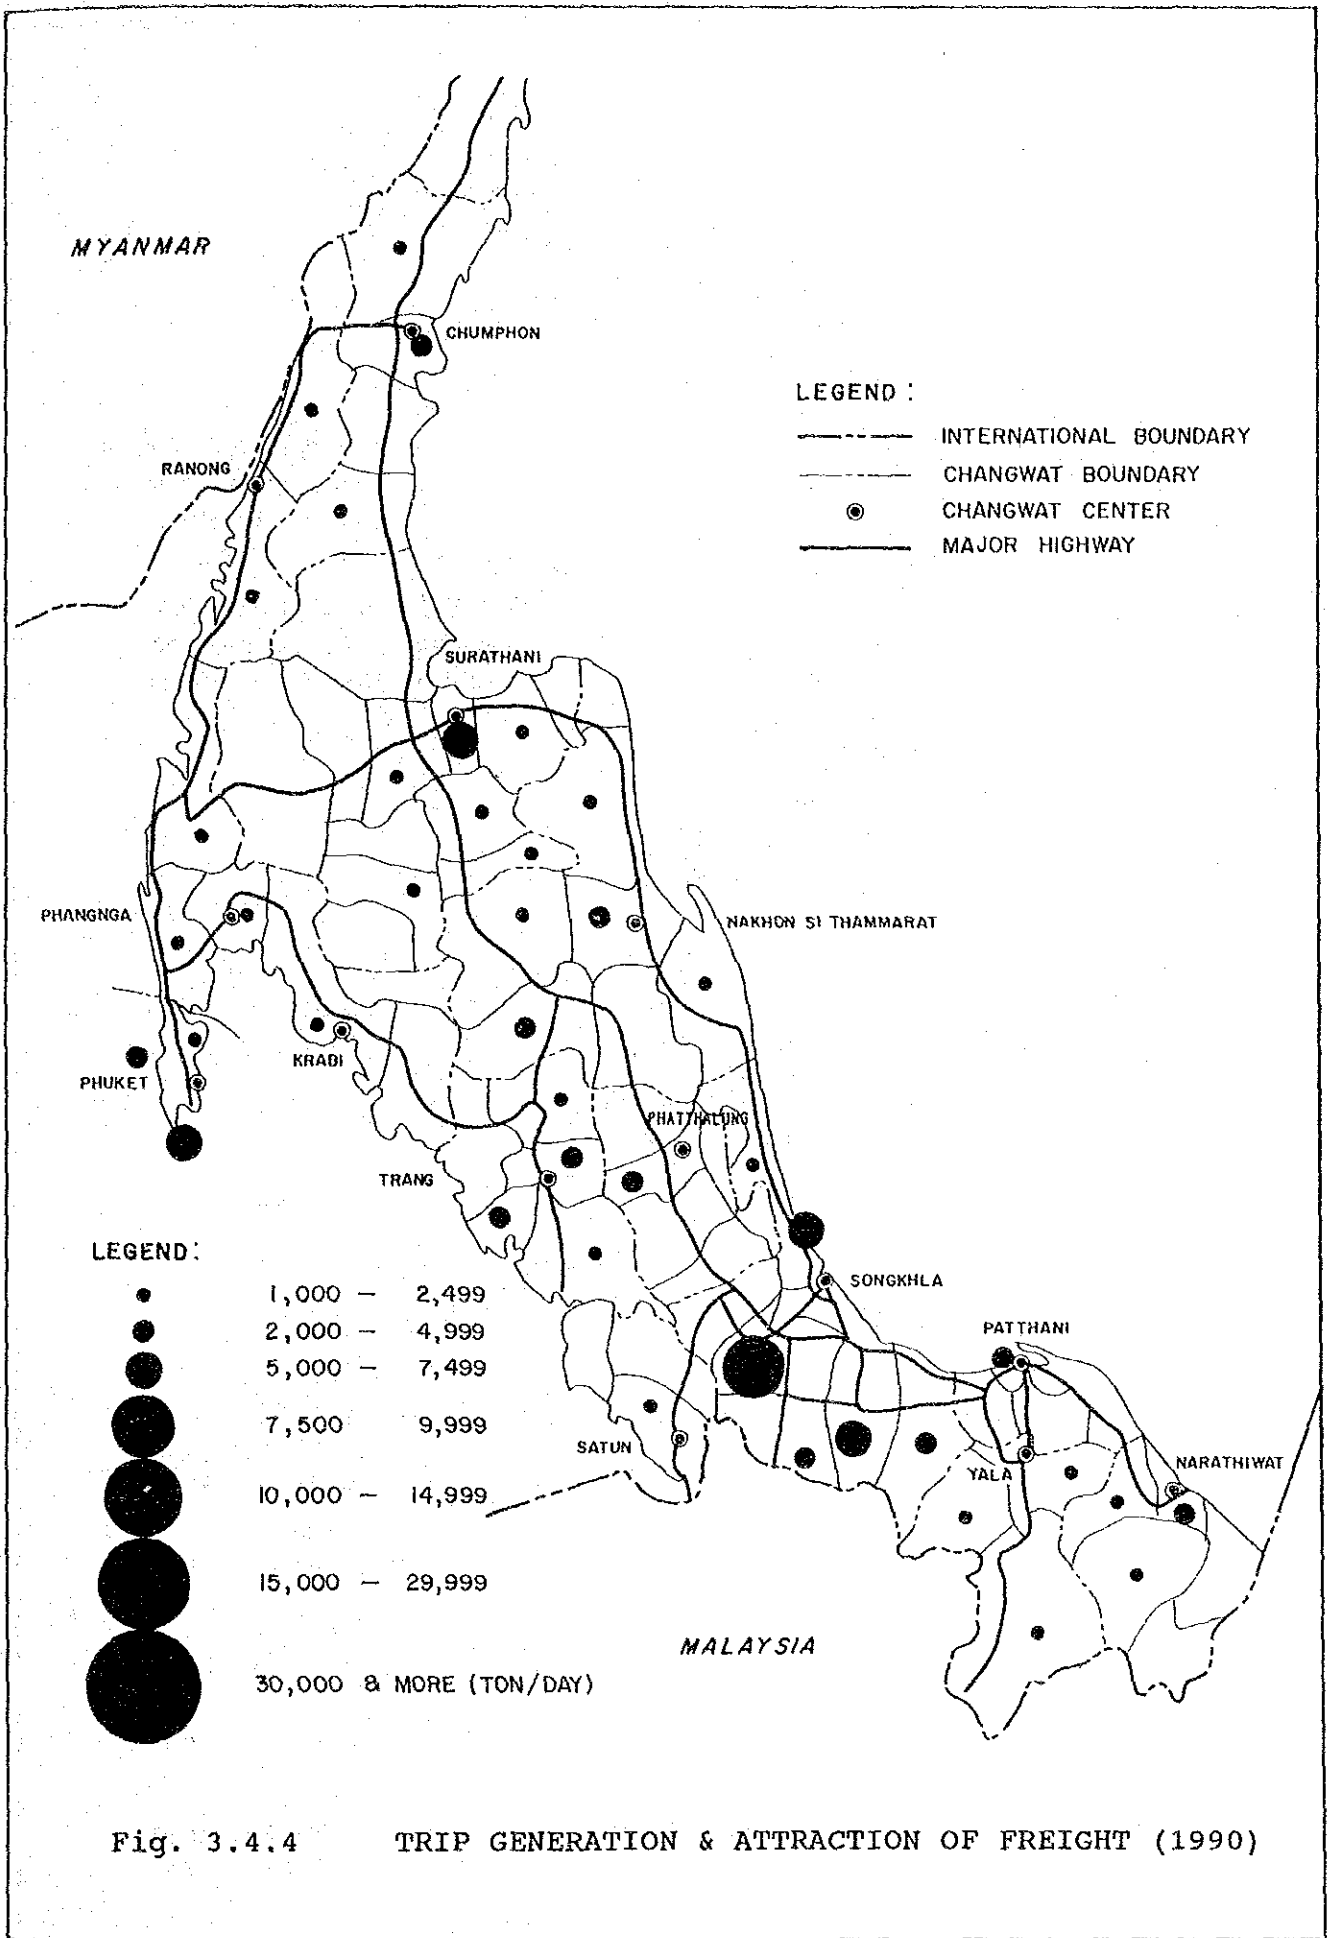 MYANMAR
CHUMPHON
LEGEND :
INTERNATIONAL BOUNDARY
CHANGWAT BOUNDARY
CHANGWAT CENTER
MAJOR HIGHWAY
RANONG
SURATHANI
PHANGNGA
NAKHON SI THAMMARAT
KRABI
PHUKET
PHATTHALUNG
TRANG
SONGKHLA
PATTHANI
SATUN
YALA
NARATHIWAT
LEGEND :
1,000 — 2,499
2,000 — 4,999
5,000 — 7,499
7,500 9,999
10,000 — 14,999
15,000 — 29,999
30,000 & MORE (TON/DAY)
MALAYSIA
Fig. 3.4.4 TRIP GENERATION & ATTRACTION OF FREIGHT (1990)